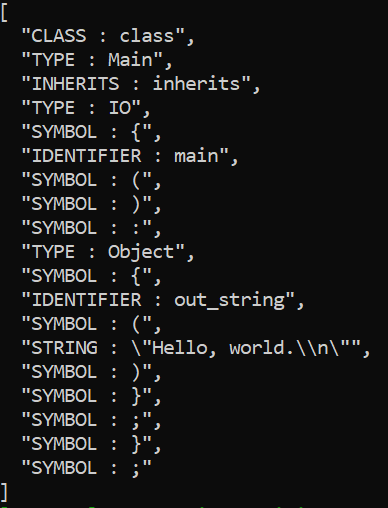 [
"CLASS : class",
"TYPE : Main",
"INHERITS : inherits",
"TYPE : IO",
"SYMBOL : {",
"IDENTIFIER : main",
"SYMBOL : (",
"SYMBOL : )",
"SYMBOL : :",
"TYPE : Object",
"SYMBOL : {",
"IDENTIFIER : out_string",
"SYMBOL : (",
"STRING : \"Hello, world.\\n\"",
"SYMBOL : )",
"SYMBOL : }",
"SYMBOL : ;",
"SYMBOL : }",
"SYMBOL : ;"
]